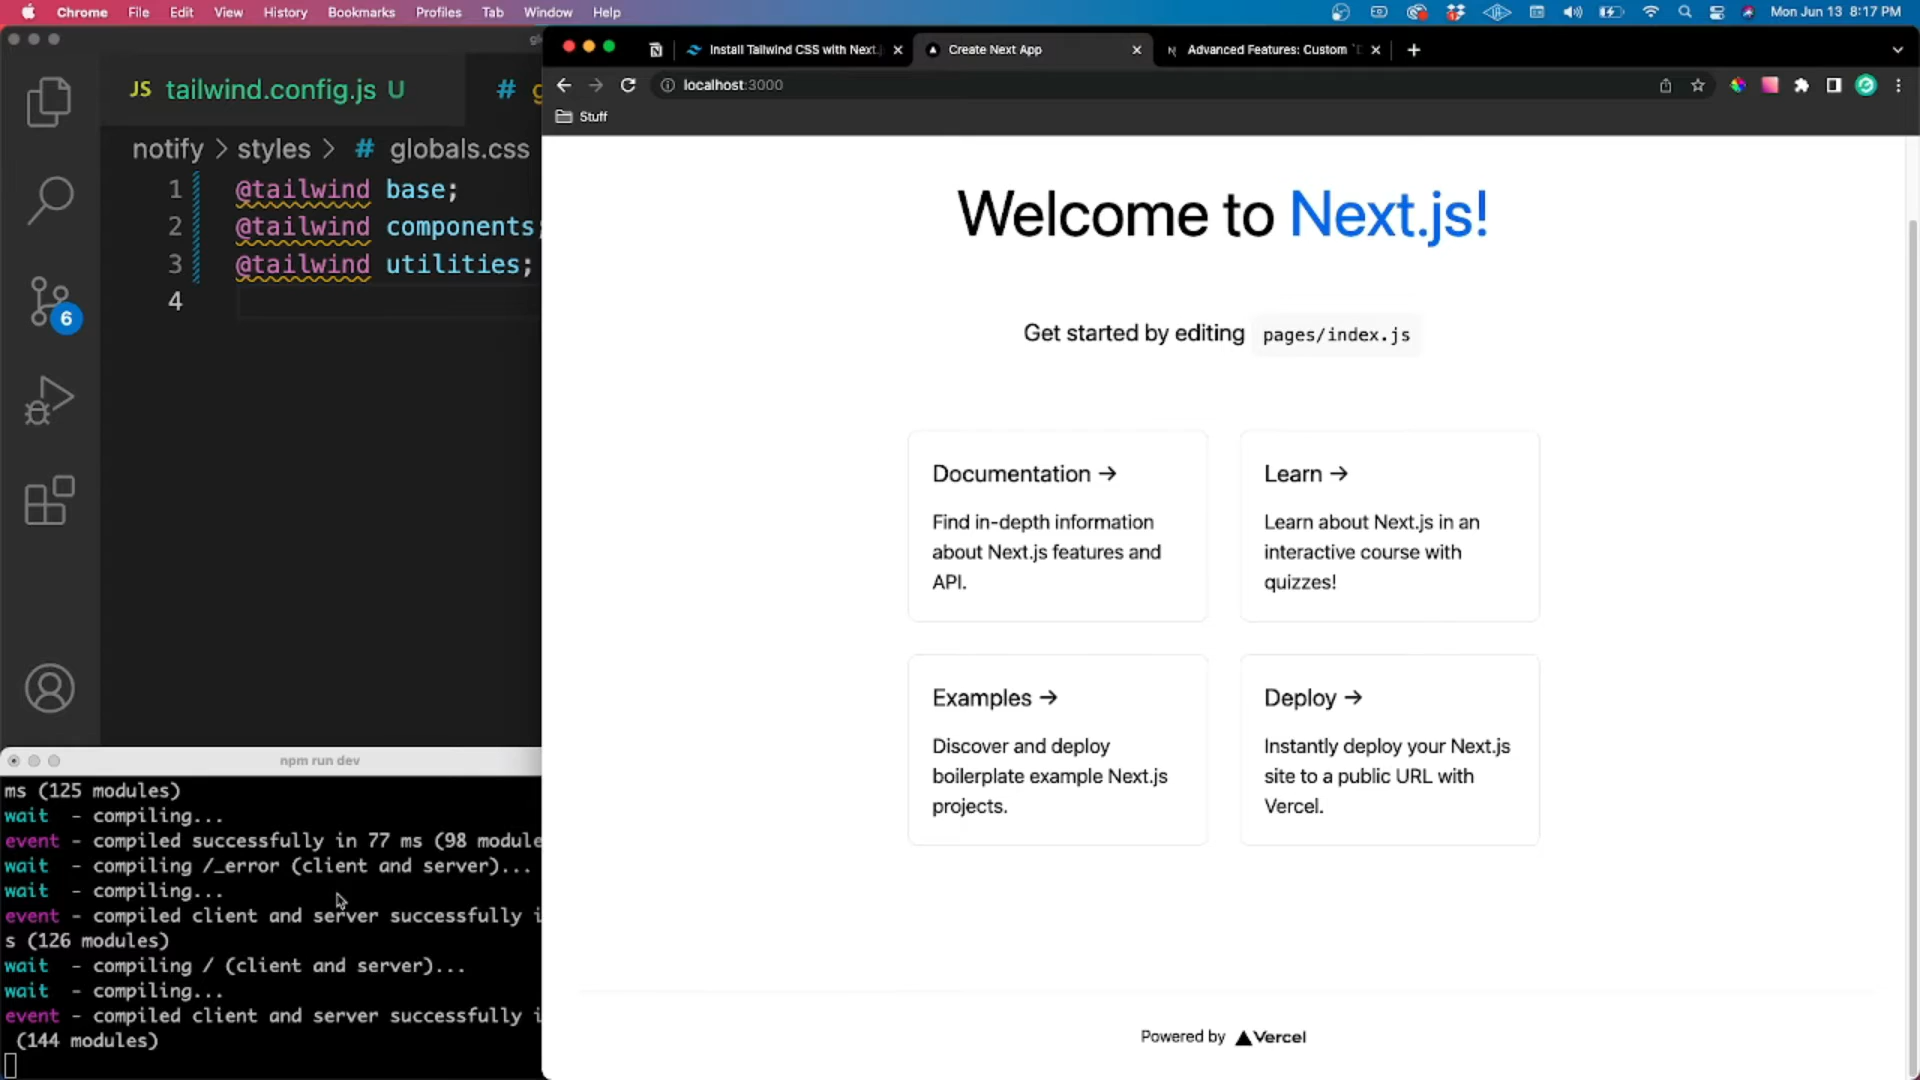 Chrome File Edit View History Bookmarks Profiles Tab Window Help
Mon Jun 13 8:17 PM
JS tailwind.config.js U
#
notify > styles > # globals.css
1 @tailwind base;
2 @tailwind components;
3 @tailwind utilities;
4
6
npm run dev
ms (125 modules)
wait - compiling...
event - compiled successfully in 77 ms (98 module
wait - compiling /_error (client and server)...
wait - compiling...
event - compiled client and server successfully i
s (126 modules)
wait - compiling / (client and server)...
wait - compiling...
event - compiled client and server successfully i
(144 modules)
Install Tailwind CSS with Next.
Create Next App
Advanced Features: Custom `
localhost:3000
Stuff
Welcome to Next.js!
Get started by editing pages/index.js
Documentation →
Find in-depth information
about Next.js features and
API.
Learn →
Learn about Next.js in an
interactive course with
quizzes!
Examples →
Discover and deploy
boilerplate example Next.js
projects.
Deploy →
Instantly deploy your Next.js
site to a public URL with
Vercel.
Powered by Vercel